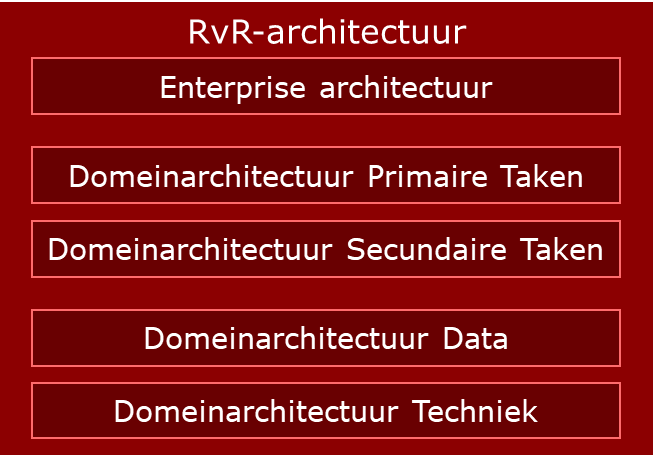 RvR-architectuur
Enterprise architectuur
Domeinarchitectuur Primaire Taken
Domeinarchitectuur Secundaire Taken
Domeinarchitectuur Data
Domeinarchitectuur Techniek